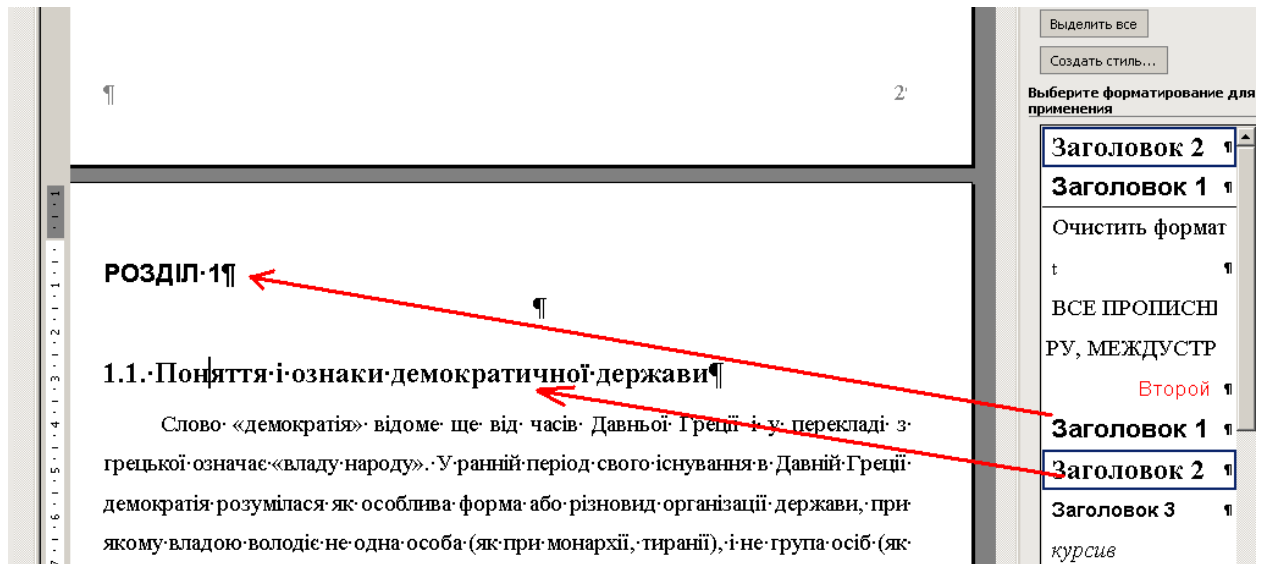 Выделить все
Создать стиль...
Выберите форматирование для
применения
¶ 2
Заголовок 2 ¶
Заголовок 1 ¶
Очистить формат
t ¶
ВСЕ ПРОПИСНІ
РУ, МЕЖДУСТР
Второй ¶
Заголовок 1 ¶
Заголовок 2 ¶
Заголовок 3 ¶
курсив
РОЗДІЛ·1¶
¶
1.1.·Поняття·і·ознаки·демократичної·держави¶
Слово· «демократія»· відоме· ще· від· часів· Давньої· Греції· і· у· перекладі· з·
грецької·означає·«владу·народу».·У·ранній·період·свого·існування·в·Давній·Греції·
демократія·розумілася·як·особлива·форма·або·різновид·організації·держави,·при·
якому·владою·володіє·не·одна·особа·(як·при·монархії,·тиранії),·і·не·група·осіб·(як·